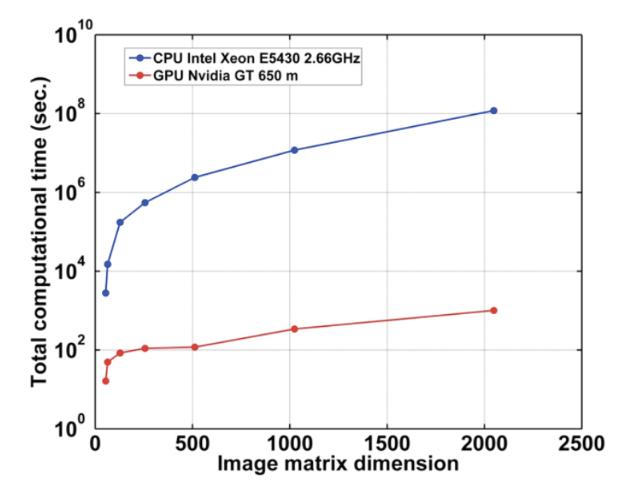 10^10
CPU Intel Xeon E5430 2.66GHz
GPU Nvidia GT 650 m
10^8
10^6
10^4
10^2
10^0
Total computational time (sec.)
0 500 1000 1500 2000 2500
Image matrix dimension